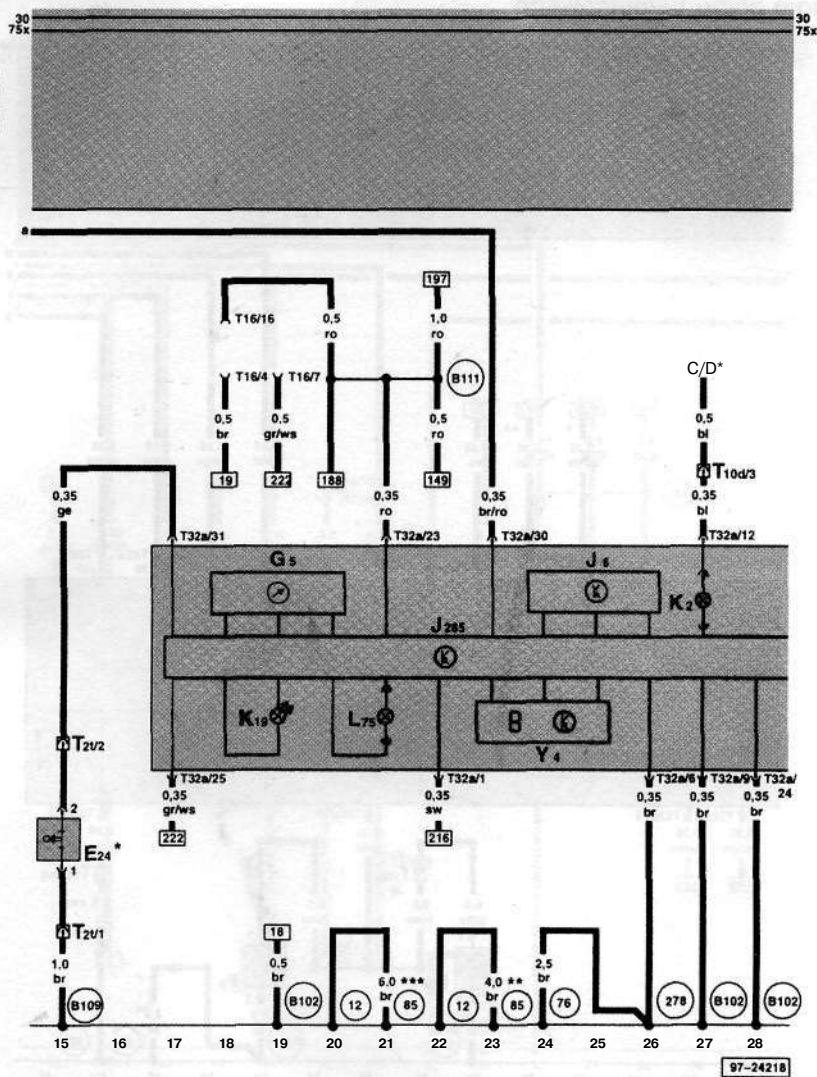 30 30
75x 75x
a
197
T16/16 0,5 1,0
ro ro
C/D*
T16/4 T16/7 B111
0,5 0,5 0,5 0,5
br gr/ws ro bl
19 222 188 149 T10d/3
0,35 0,35 0,35 0,35
ge ro br/ro bl
T32a/31 T32a/23 T32a/30 T32a/12
G5 J6
K2
J285
K19 L75
Y4
T2t/2
T32a/25 T32a/1 T32a/6 T32a/9 T32a/
24
0,35 0,35 0,35 0,35 0,35
gr/ws sw br br br
2
222 216
E24*
1
T2t/1
18
1,0 0,5 6,0 *** 4,0 ** 2,5
br br br br br
B109 B102 12 85 12 85 76 278 B102 B102
15 16 17 18 19 20 21 22 23 24 25 26 27 28
97-24218